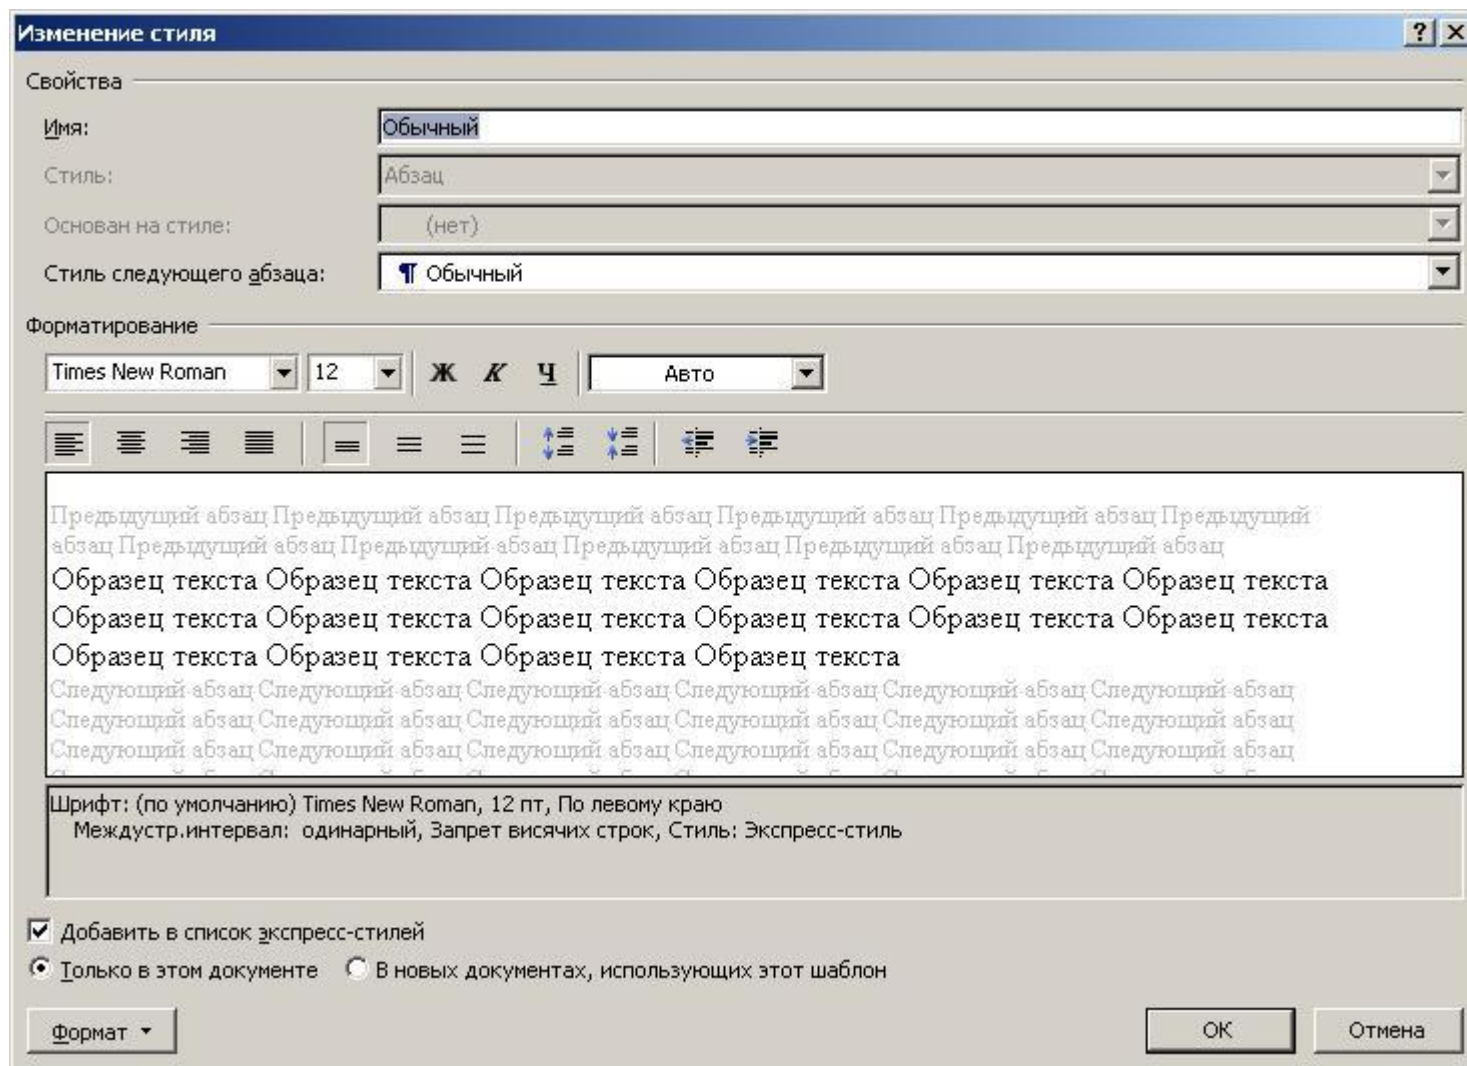 Изменение стиля
Свойства
Имя: Обычный
Стиль: Абзац
Основан на стиле: (нет)
Стиль следующего абзаца: ¶ Обычный
Форматирование
Times New Roman 12 Ж К Ч Авто
Предыдущий абзац Предыдущий абзац Предыдущий абзац Предыдущий абзац Предыдущий абзац Предыдущий
абзац Предыдущий абзац Предыдущий абзац Предыдущий абзац Предыдущий абзац Предыдущий абзац
Образец текста Образец текста Образец текста Образец текста Образец текста Образец текста
Образец текста Образец текста Образец текста Образец текста Образец текста Образец текста
Образец текста Образец текста Образец текста Образец текста
Следующий абзац Следующий абзац Следующий абзац Следующий абзац Следующий абзац Следующий абзац
Следующий абзац Следующий абзац Следующий абзац Следующий абзац Следующий абзац Следующий абзац
Следующий абзац Следующий абзац Следующий абзац Следующий абзац Следующий абзац Следующий абзац
Шрифт: (по умолчанию) Times New Roman, 12 пт, По левому краю
Междустр.интервал: одинарный, Запрет висячих строк, Стиль: Экспресс-стиль
Добавить в список экспресс-стилей
Только в этом документе В новых документах, использующих этот шаблон
Формат OK Отмена